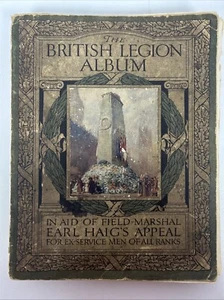 THE
BRITISH LEGION
ALBUM
IN AID OF FIELD-MARSHAL
EARL HAIG'S APPEAL
FOR EX-SERVICE MEN OF ALL RANKS